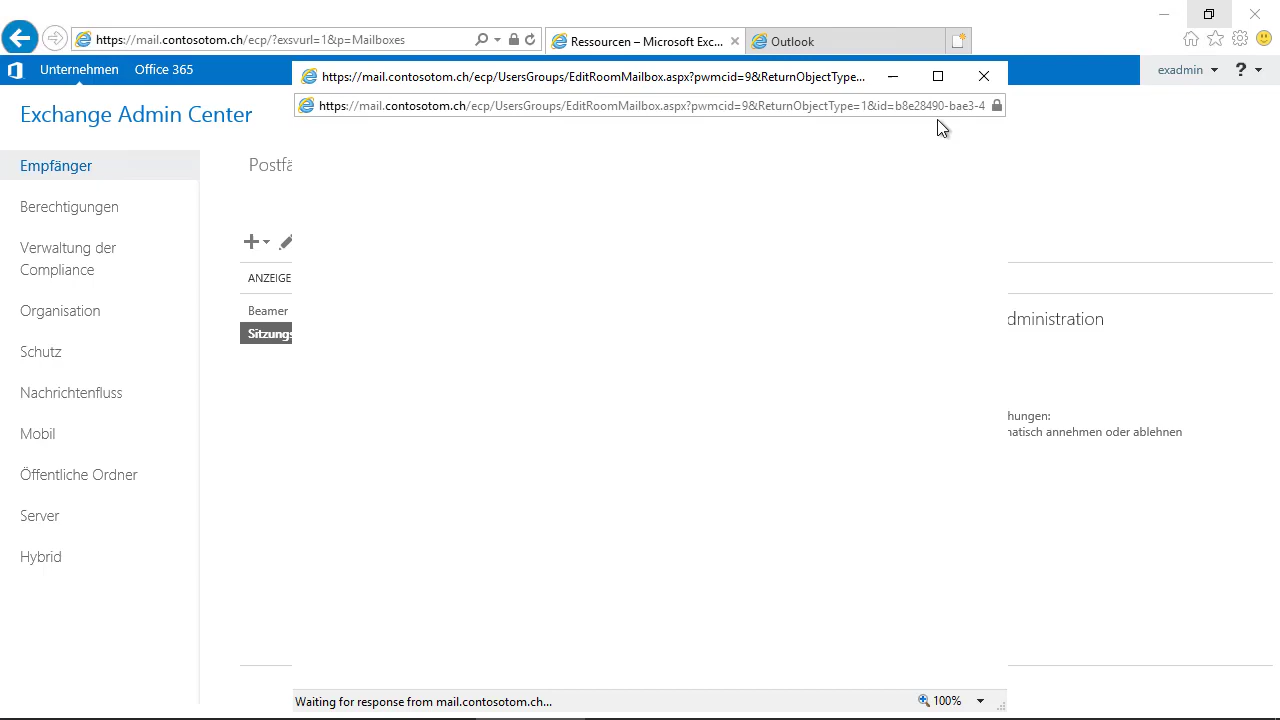 https://mail.contosotom.ch/ecp/?exsvurl=1&p=Mailboxes
Ressourcen – Microsoft Exc...
Outlook
Unternehmen
Office 365
exadmin
?
https://mail.contosotom.ch/ecp/UsersGroups/EditRoomMailbox.aspx?pwmcid=9&ReturnObjectType...
https://mail.contosotom.ch/ecp/UsersGroups/EditRoomMailbox.aspx?pwmcid=9&ReturnObjectType=1&id=b8e28490-bae3-4
Exchange Admin Center
Empfänger
Berechtigungen
Verwaltung der
Compliance
Organisation
Schutz
Nachrichtenfluss
Mobil
Öffentliche Ordner
Server
Hybrid
Postfä
ANZEIGE
Beamer
Sitzungs
dministration
hungen:
matisch annehmen oder ablehnen
Waiting for response from mail.contosotom.ch...
100%